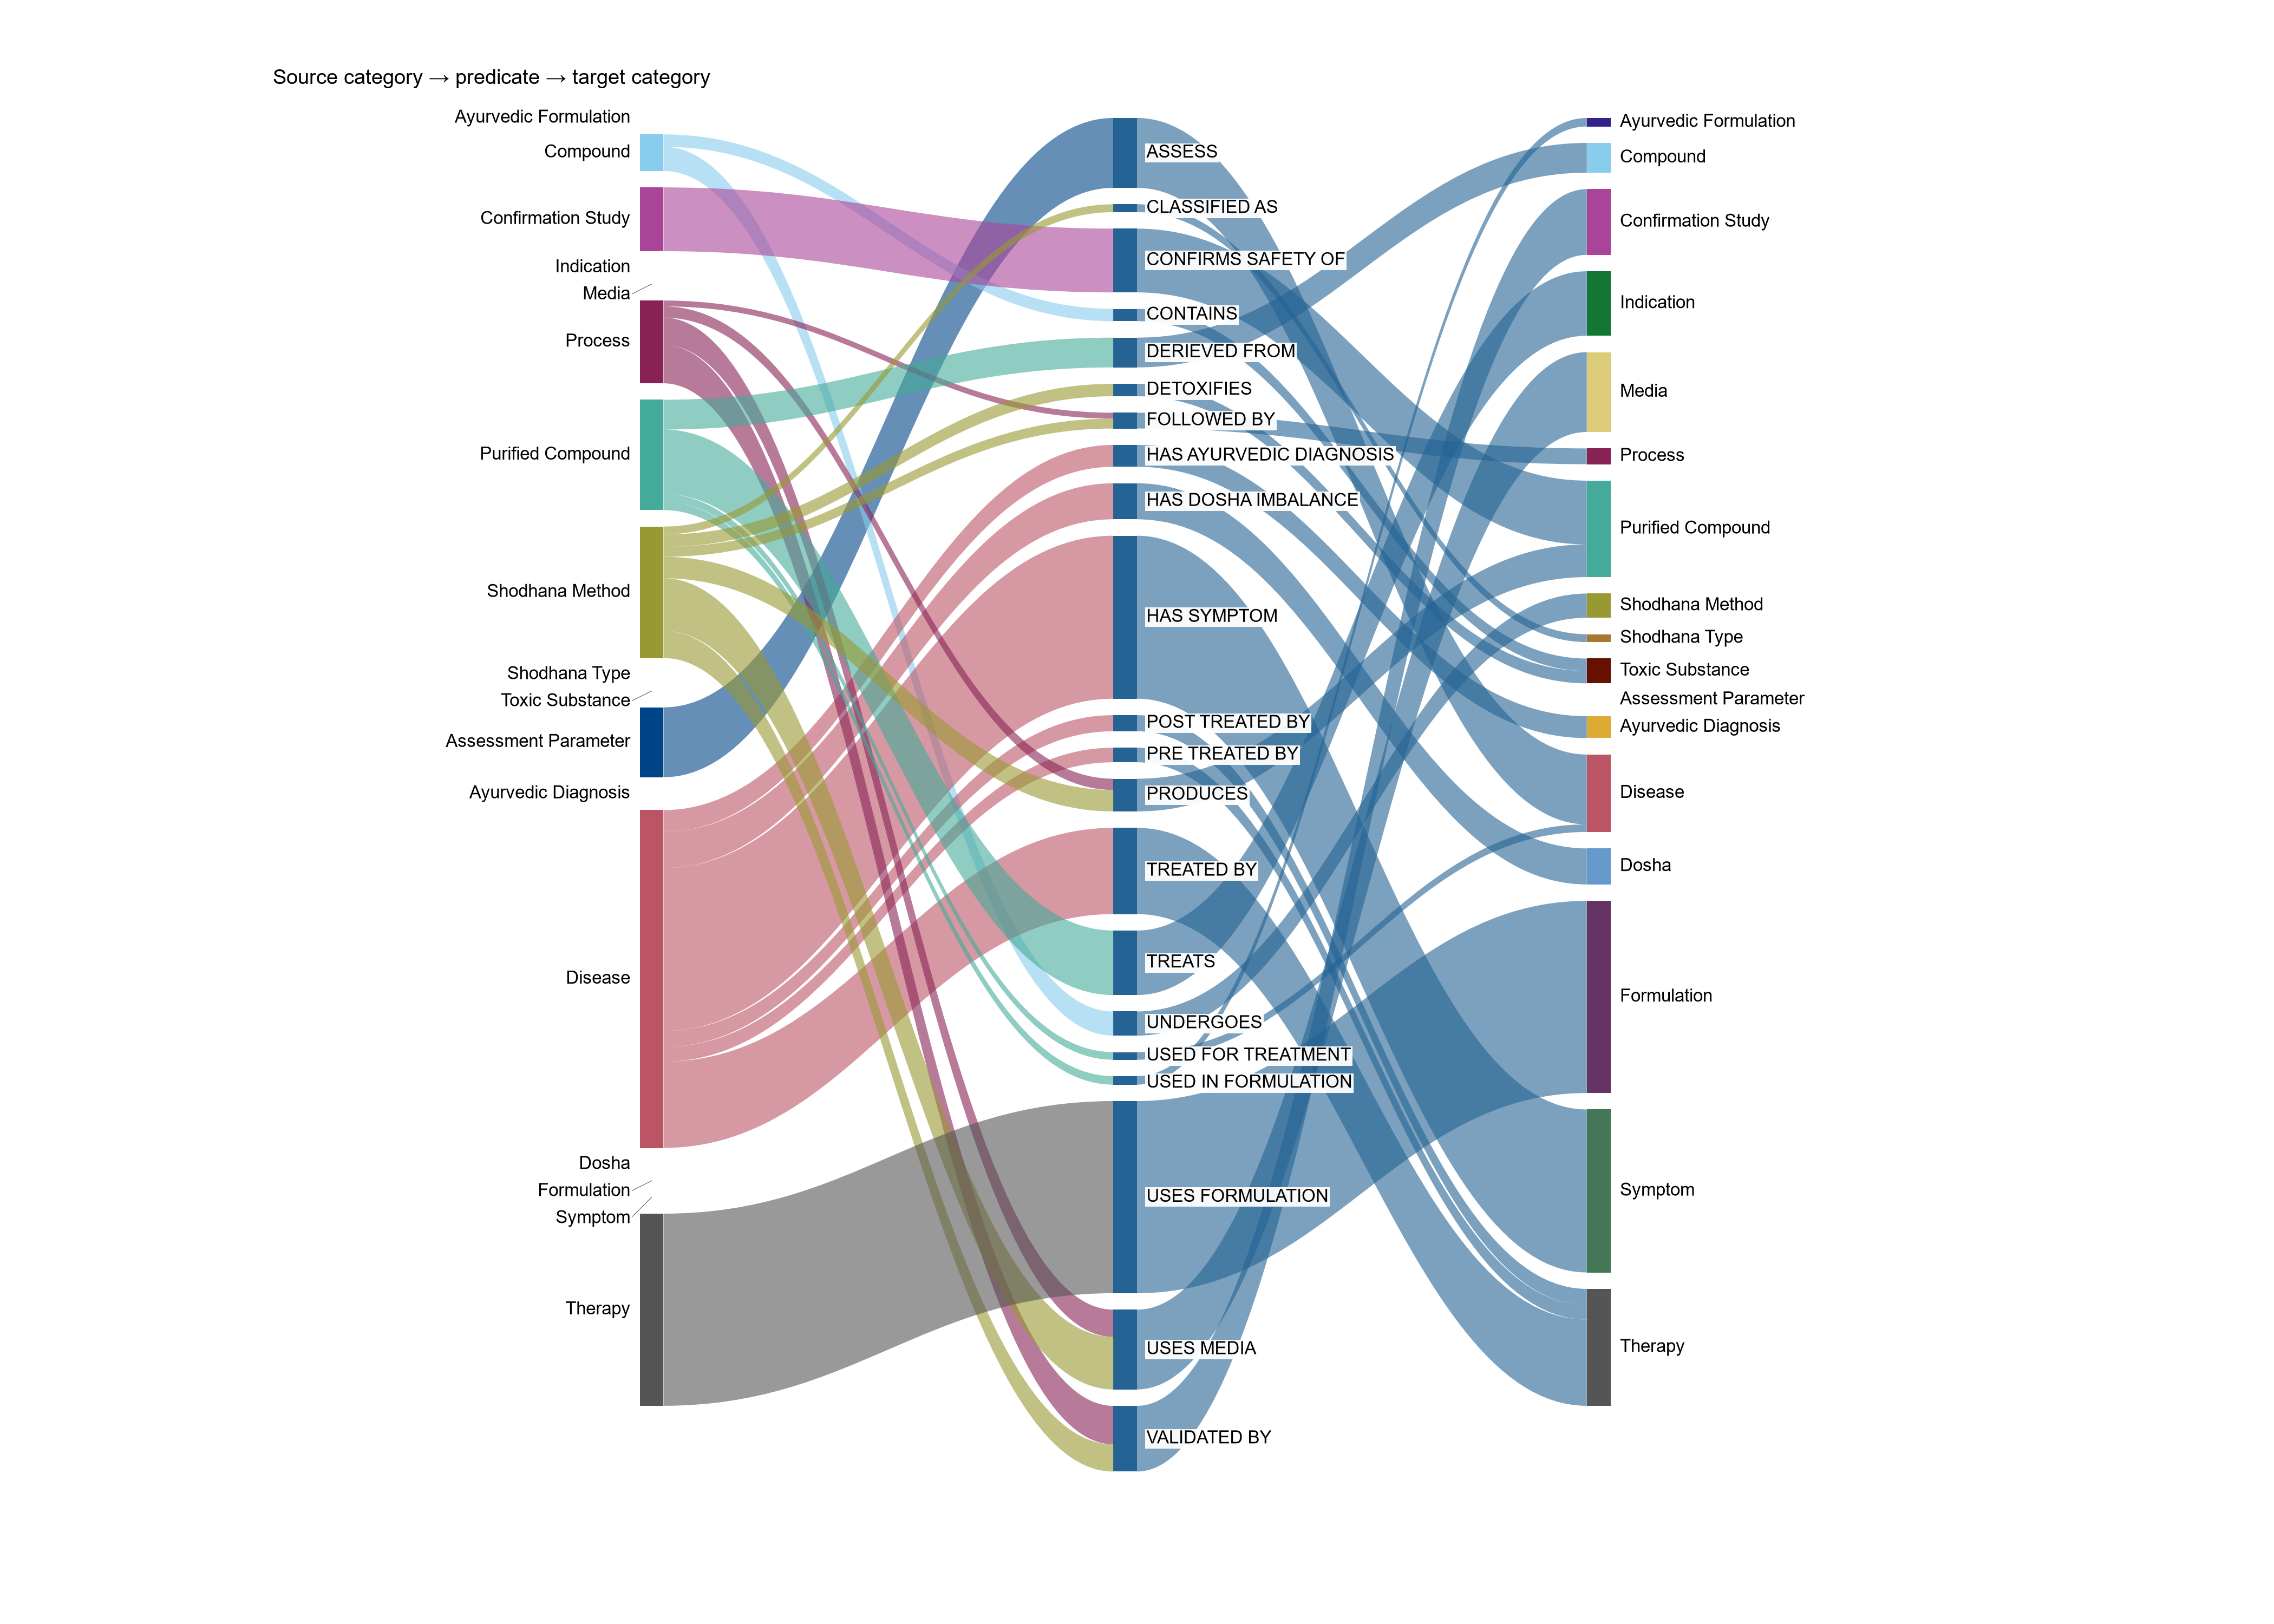 Source category → predicate → target category
Ayurvedic Formulation
Compound
Confirmation Study
Indication
Media
Process
Purified Compound
Shodhana Method
Shodhana Type
Toxic Substance
Assessment Parameter
Ayurvedic Diagnosis
Disease
Dosha
Formulation
Symptom
Therapy
ASSESS
CLASSIFIED AS
CONFIRMS SAFETY OF
CONTAINS
DERIEVED FROM
DETOXIFIES
FOLLOWED BY
HAS AYURVEDIC DIAGNOSIS
HAS DOSHA IMBALANCE
HAS SYMPTOM
POST TREATED BY
PRE TREATED BY
PRODUCES
TREATED BY
TREATS
UNDERGOES
USED FOR TREATMENT
USED IN FORMULATION
USES FORMULATION
USES MEDIA
VALIDATED BY
Ayurvedic Formulation
Compound
Confirmation Study
Indication
Media
Process
Purified Compound
Shodhana Method
Shodhana Type
Toxic Substance
Assessment Parameter
Ayurvedic Diagnosis
Disease
Dosha
Formulation
Symptom
Therapy